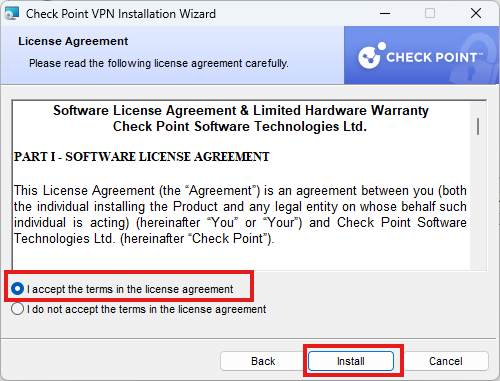 Check Point VPN Installation Wizard
License Agreement
Please read the following license agreement carefully.
CHECK POINT™
Software License Agreement & Limited Hardware Warranty
Check Point Software Technologies Ltd.
PART I - SOFTWARE LICENSE AGREEMENT
This License Agreement (the “Agreement”) is an agreement between you (both
the individual installing the Product and any legal entity on whose behalf such
individual is acting) (hereinafter “You” or “Your”) and Check Point Software
Technologies Ltd. (hereinafter “Check Point”).
I accept the terms in the license agreement
I do not accept the terms in the license agreement
Back
Install
Cancel